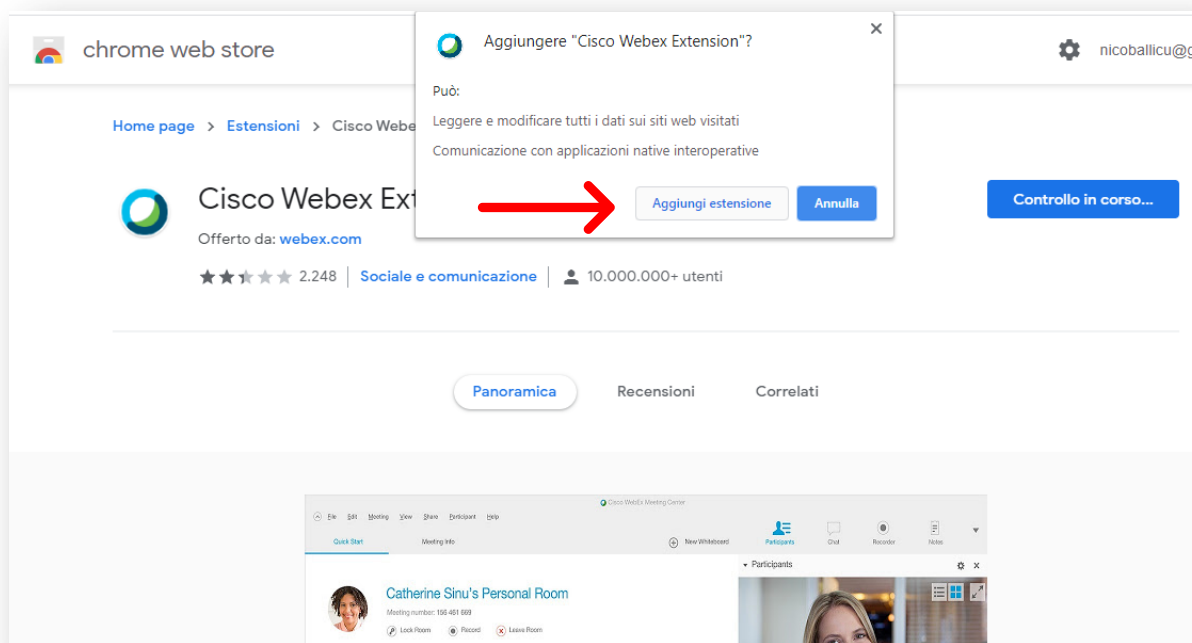 chrome web store
nicoballicu@g
Aggiungere "Cisco Webex Extension"?
Può:
Leggere e modificare tutti i dati sui siti web visitati
Comunicazione con applicazioni native interoperative
Aggiungi estensione
Annulla
Home page > Estensioni > Cisco Webe
Cisco Webex Ext
Controllo in corso...
Offerto da: webex.com
2.248
Sociale e comunicazione
10.000.000+ utenti
Panoramica
Recensioni
Correlati
Cisco WebEx Meeting Center
File Edit Meeting View Share Participant Help
Quick Start
Meeting Info
New Whiteboard
Participants
Chat
Recorder
Notes
Participants
Catherine Sinu's Personal Room
Meeting number: 156 461 669
Lock Room
Record
Leave Room